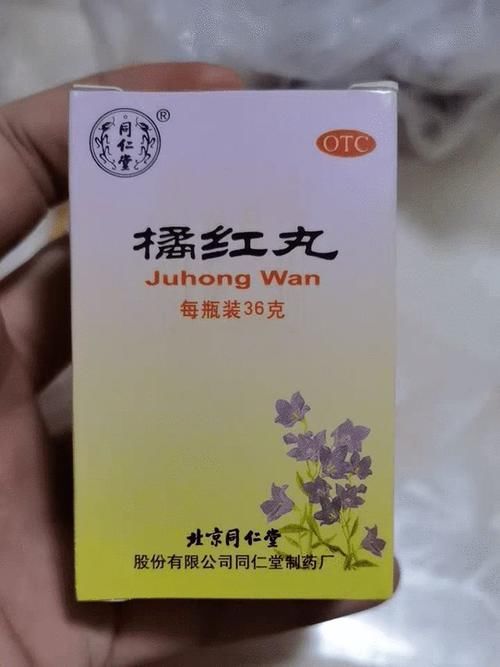 同仁堂
®
OTC
橘红丸
Juhong Wan
每瓶装36克
北京同仁堂
股份有限公司同仁堂制药厂